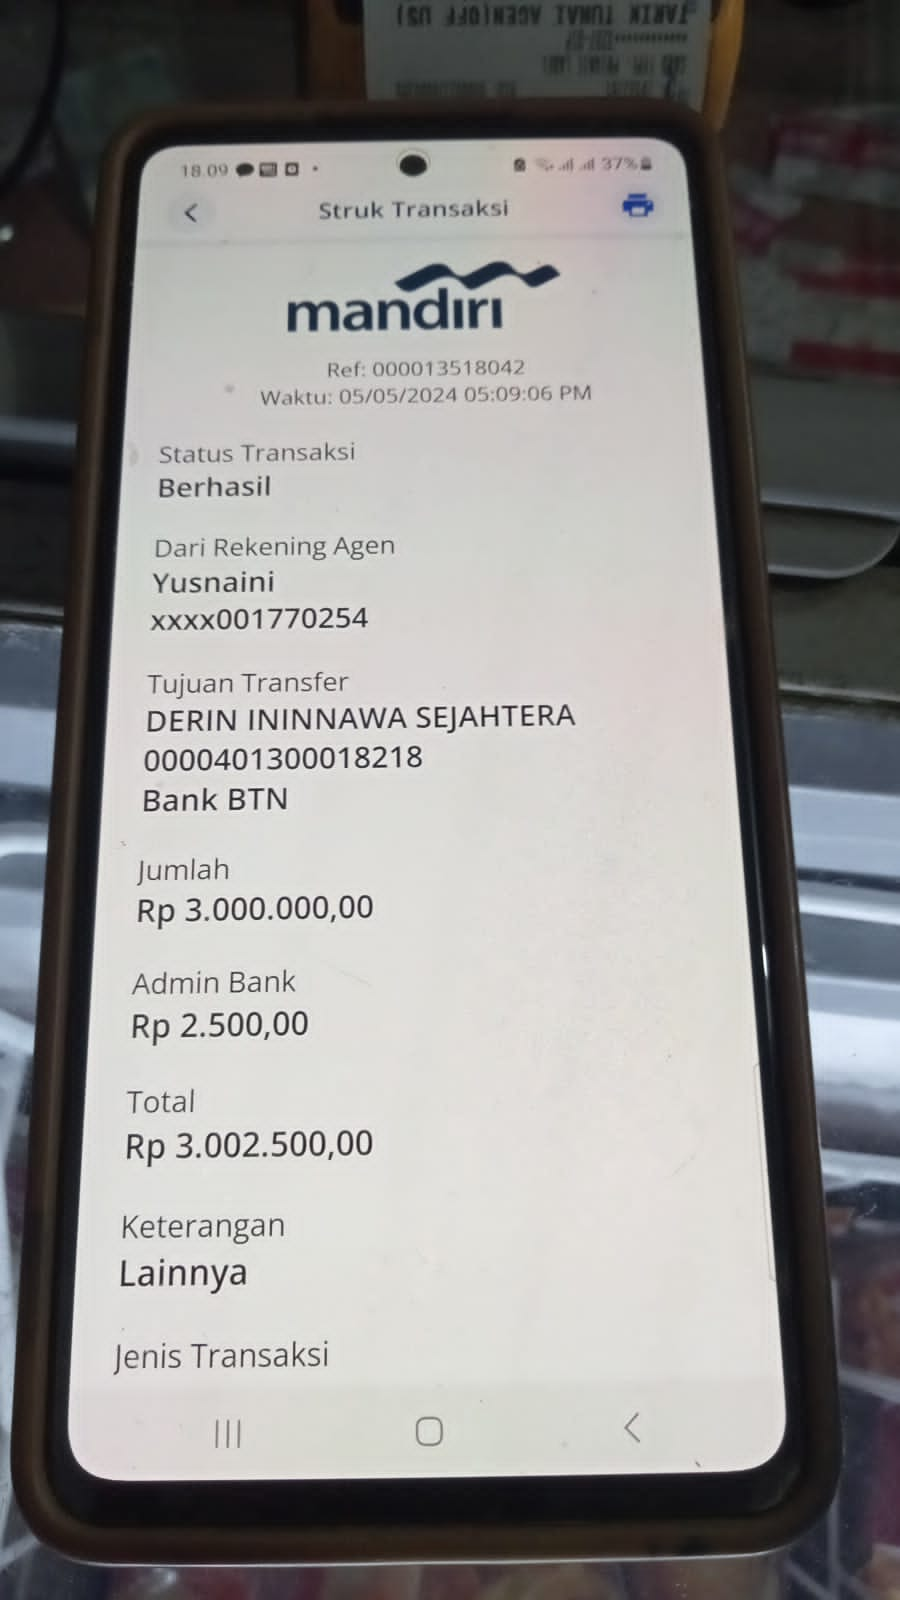 TARIK TUNAI AGEN(OFF US)
18.09
37%
Struk Transaksi
mandiri
Ref: 000013518042
Waktu: 05/05/2024 05:09:06 PM
Status Transaksi
Berhasil
Dari Rekening Agen
Yusnaini
xxxx001770254
Tujuan Transfer
DERIN ININNAWA SEJAHTERA
0000401300018218
Bank BTN
Jumlah
Rp 3.000.000,00
Admin Bank
Rp 2.500,00
Total
Rp 3.002.500,00
Keterangan
Lainnya
Jenis Transaksi